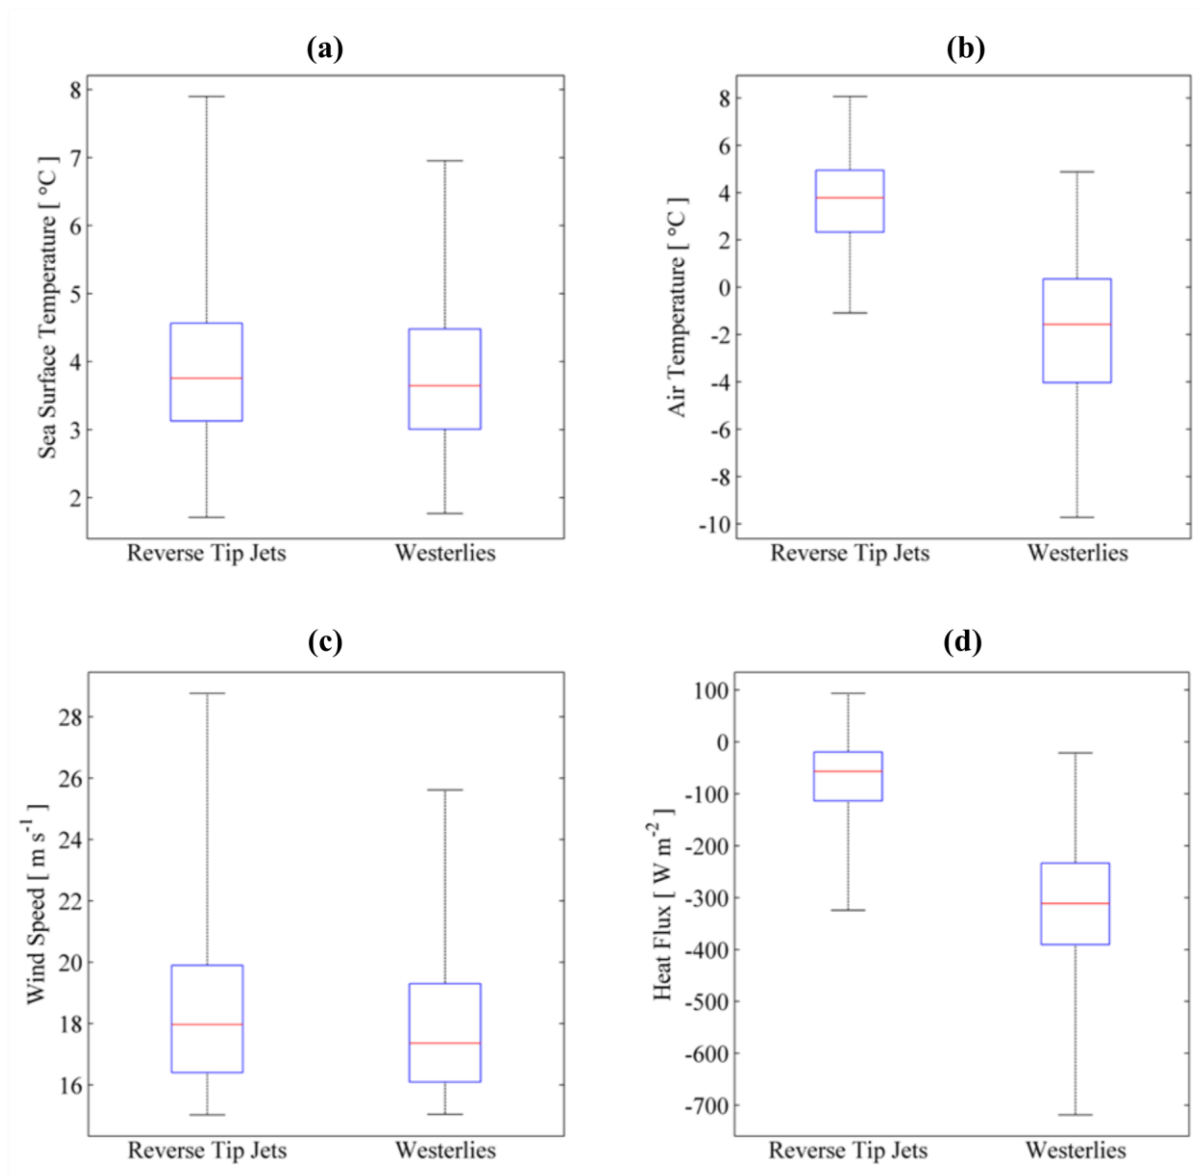 (a)
Sea Surface Temperature [ °C ]
8
7
6
5
4
3
2
Reverse Tip Jets Westerlies
(b)
Air Temperature [ °C ]
8
6
4
2
0
-2
-4
-6
-8
-10
Reverse Tip Jets Westerlies
(c)
Wind Speed [ m s-1 ]
28
26
24
22
20
18
16
Reverse Tip Jets Westerlies
(d)
Heat Flux [ W m-2 ]
100
0
-100
-200
-300
-400
-500
-600
-700
Reverse Tip Jets Westerlies